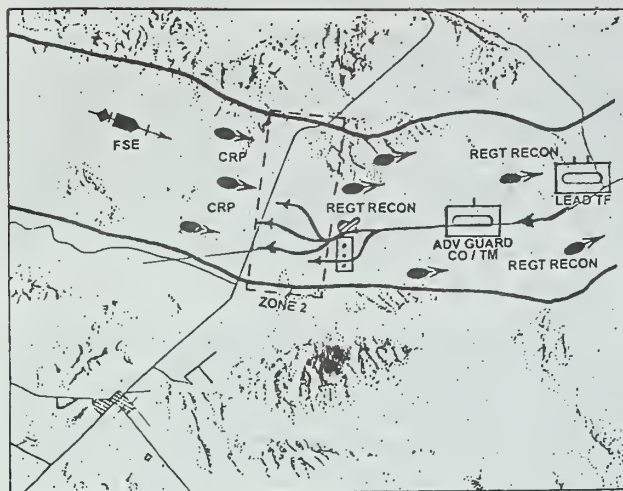 FSE
CRP
CRP
REGT RECON
LEAD TF
REGT RECON
ADV GUARD
CO / TM
REGT RECON
ZONE 2